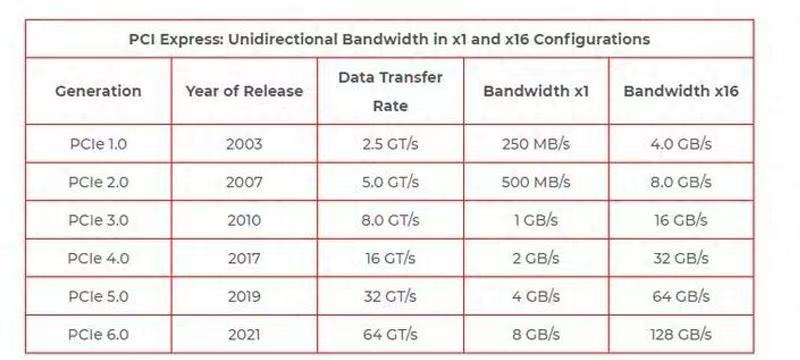 PCI Express: Unidirectional Bandwidth in x1 and x16 Configurations
Generation Year of Release Data Transfer Rate Bandwidth x1 Bandwidth x16
PCIe 1.0 2003 2.5 GT/s 250 MB/s 4.0 GB/s
PCIe 2.0 2007 5.0 GT/s 500 MB/s 8.0 GB/s
PCIe 3.0 2010 8.0 GT/s 1 GB/s 16 GB/s
PCIe 4.0 2017 16 GT/s 2 GB/s 32 GB/s
PCIe 5.0 2019 32 GT/s 4 GB/s 64 GB/s
PCIe 6.0 2021 64 GT/s 8 GB/s 128 GB/s